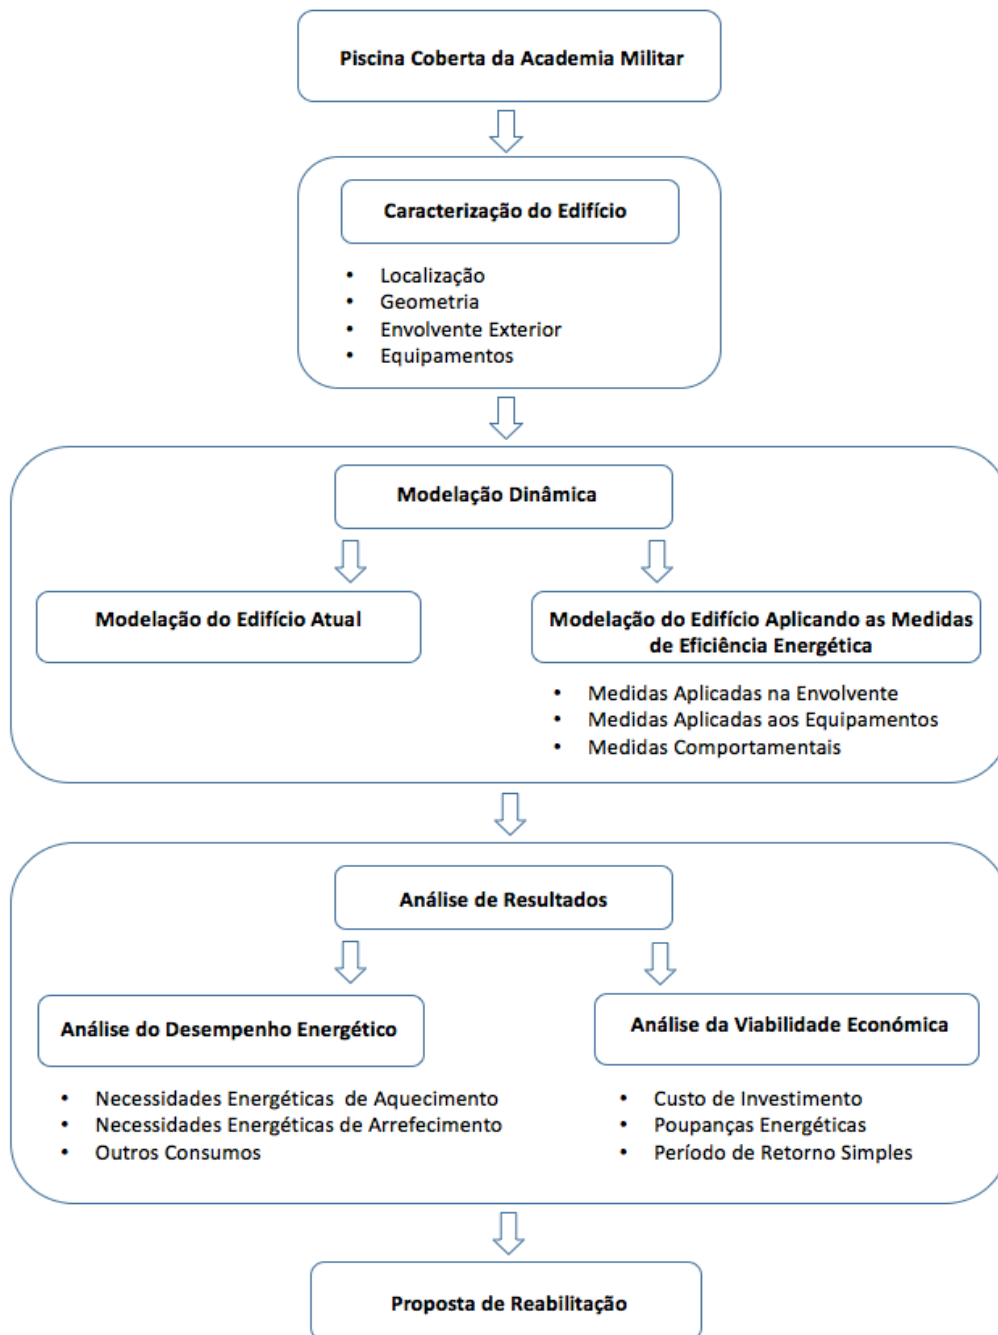 Piscina Coberta da Academia Militar
Caracterização do Edifício
• Localização
• Geometria
• Envolvente Exterior
• Equipamentos
Modelação Dinâmica
Modelação do Edifício Atual
Modelação do Edifício Aplicando as Medidas
de Eficiência Energética
• Medidas Aplicadas na Envolvente
• Medidas Aplicadas aos Equipamentos
• Medidas Comportamentais
Análise de Resultados
Análise do Desempenho Energético
• Necessidades Energéticas de Aquecimento
• Necessidades Energéticas de Arrefecimento
• Outros Consumos
Análise da Viabilidade Económica
• Custo de Investimento
• Poupanças Energéticas
• Período de Retorno Simples
Proposta de Reabilitação